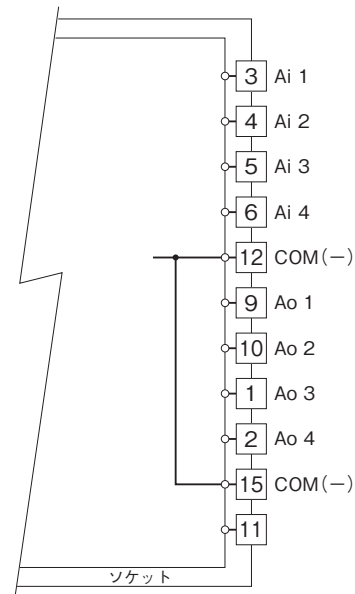 3 Ai 1
4 Ai 2
5 Ai 3
6 Ai 4
12 COM(−)
9 Ao 1
10 Ao 2
1 Ao 3
2 Ao 4
15 COM(−)
11
ソケット